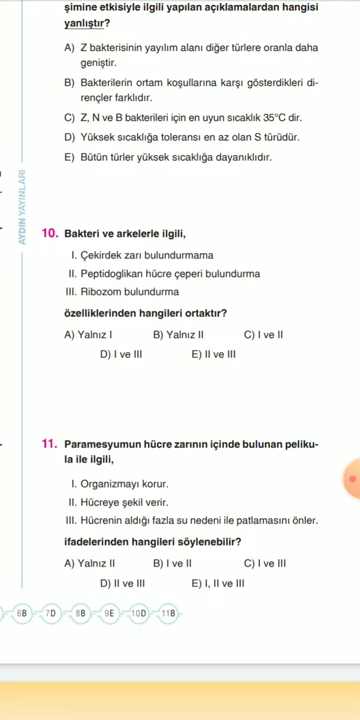 şimine etkisiyle ilgili yapılan açıklamalardan hangisi
yanlıştır?
A) Z bakterisinin yayılım alanı diğer türlere oranla daha
geniştir.
B) Bakterilerin ortam koşullarına karşı gösterdikleri di-
rençler farklıdır.
C) Z, N ve B bakterileri için en uygun sıcaklık 35°C dir.
D) Yüksek sıcaklığa toleransı en az olan S türüdür.
E) Bütün türler yüksek sıcaklığa dayanıklıdır.
AYDIN YAYINLARI
10. Bakteri ve arkelerle ilgili,
I. Çekirdek zarı bulundurmama
II. Peptidoglikan hücre çeperi bulundurma
III. Ribozom bulundurma
özelliklerinden hangileri ortaktır?
A) Yalnız I B) Yalnız II C) I ve II
D) I ve III E) II ve III
11. Paramesyumun hücre zarının içinde bulunan peliku-
la ile ilgili,
I. Organizmayı korur.
II. Hücreye şekil verir.
III. Hücrenin aldığı fazla su nedeni ile patlamasını önler.
ifadelerinden hangileri söylenebilir?
A) Yalnız II B) I ve II C) I ve III
D) II ve III E) I, II ve III
6B 7D 8B 9E 10D 11B